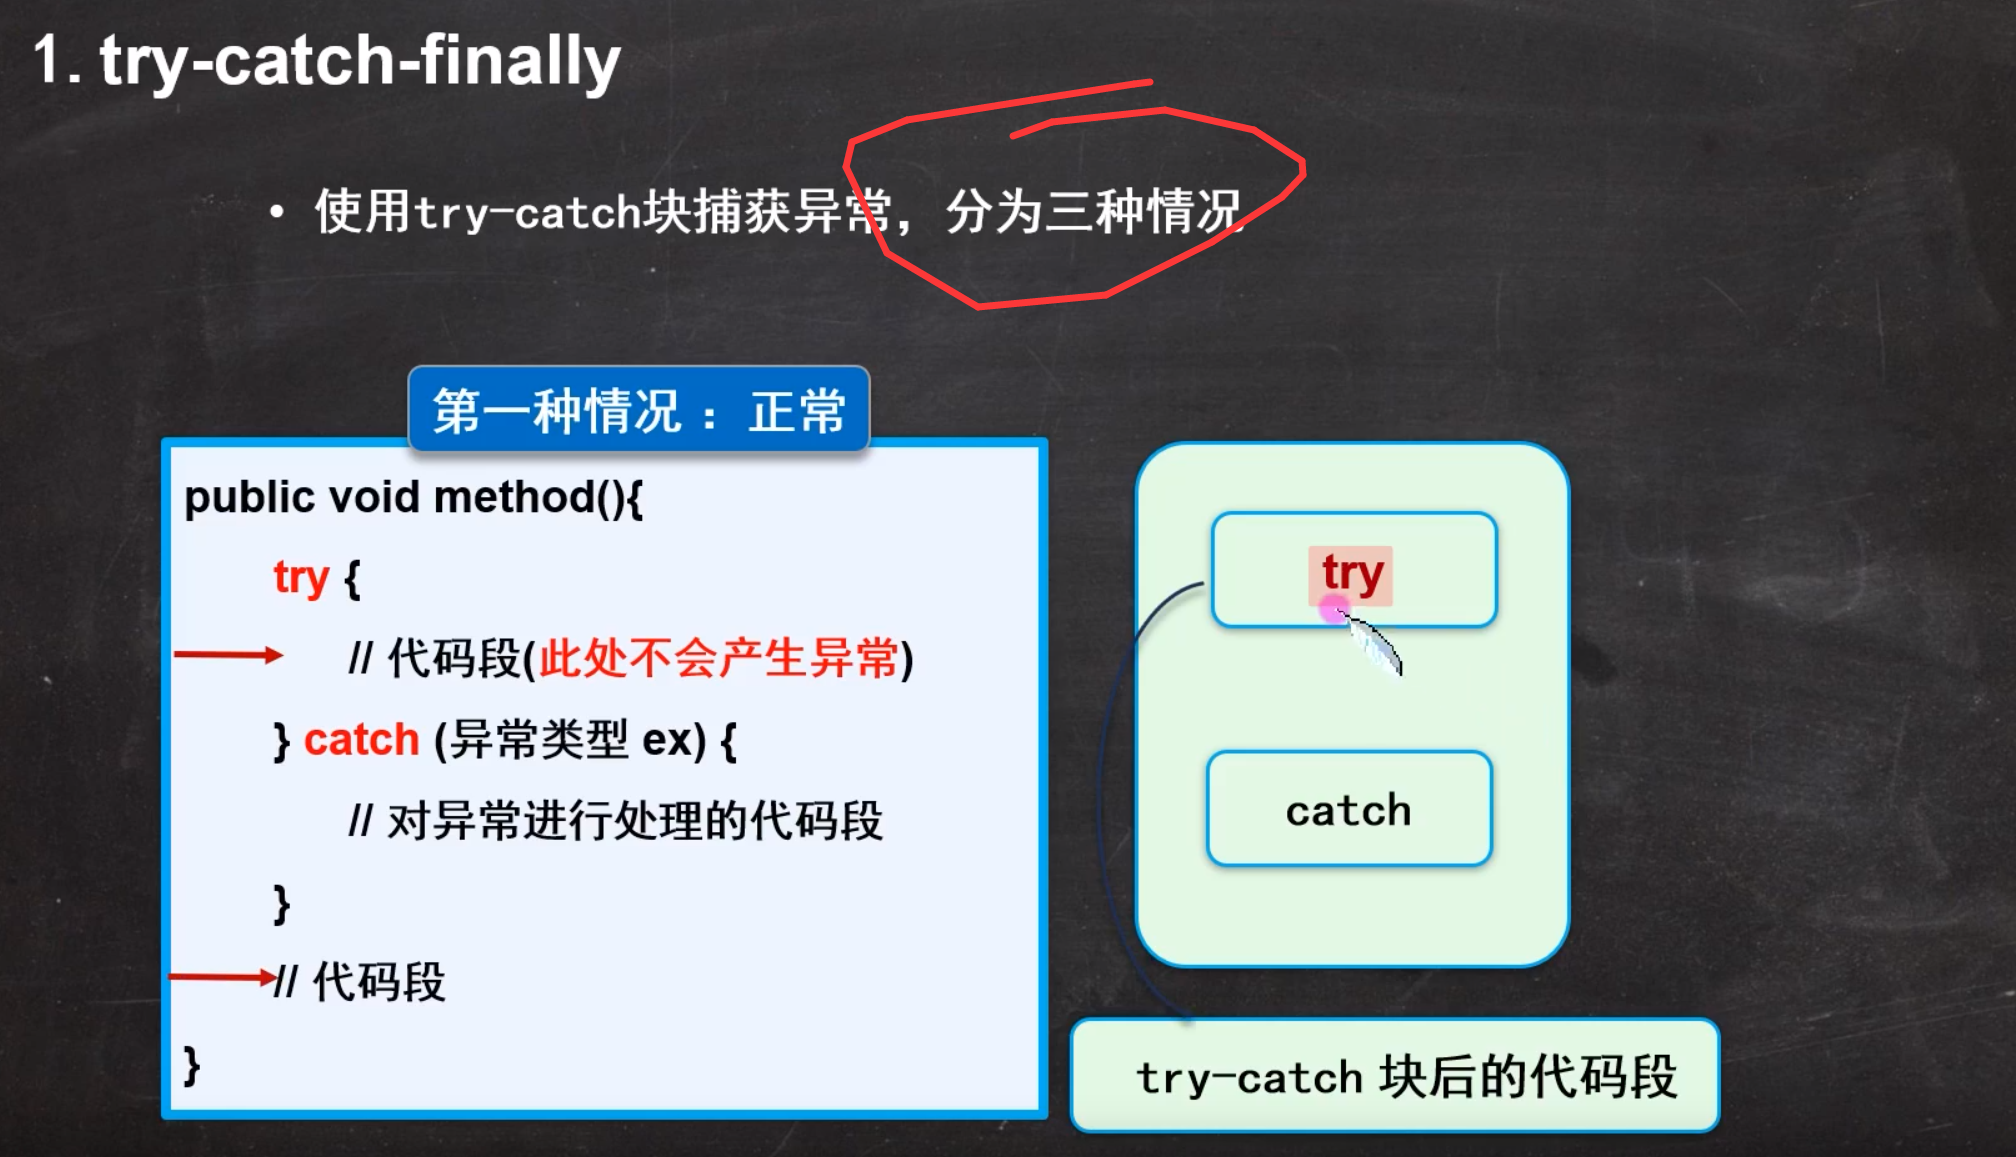 1. try-catch-finally
• 使用try-catch块捕获异常，分为三种情况
第一种情况 ：正常
public void method(){
try {
// 代码段(此处不会产生异常)
} catch (异常类型 ex) {
// 对异常进行处理的代码段
}
// 代码段
}
try
catch
try-catch 块后的代码段